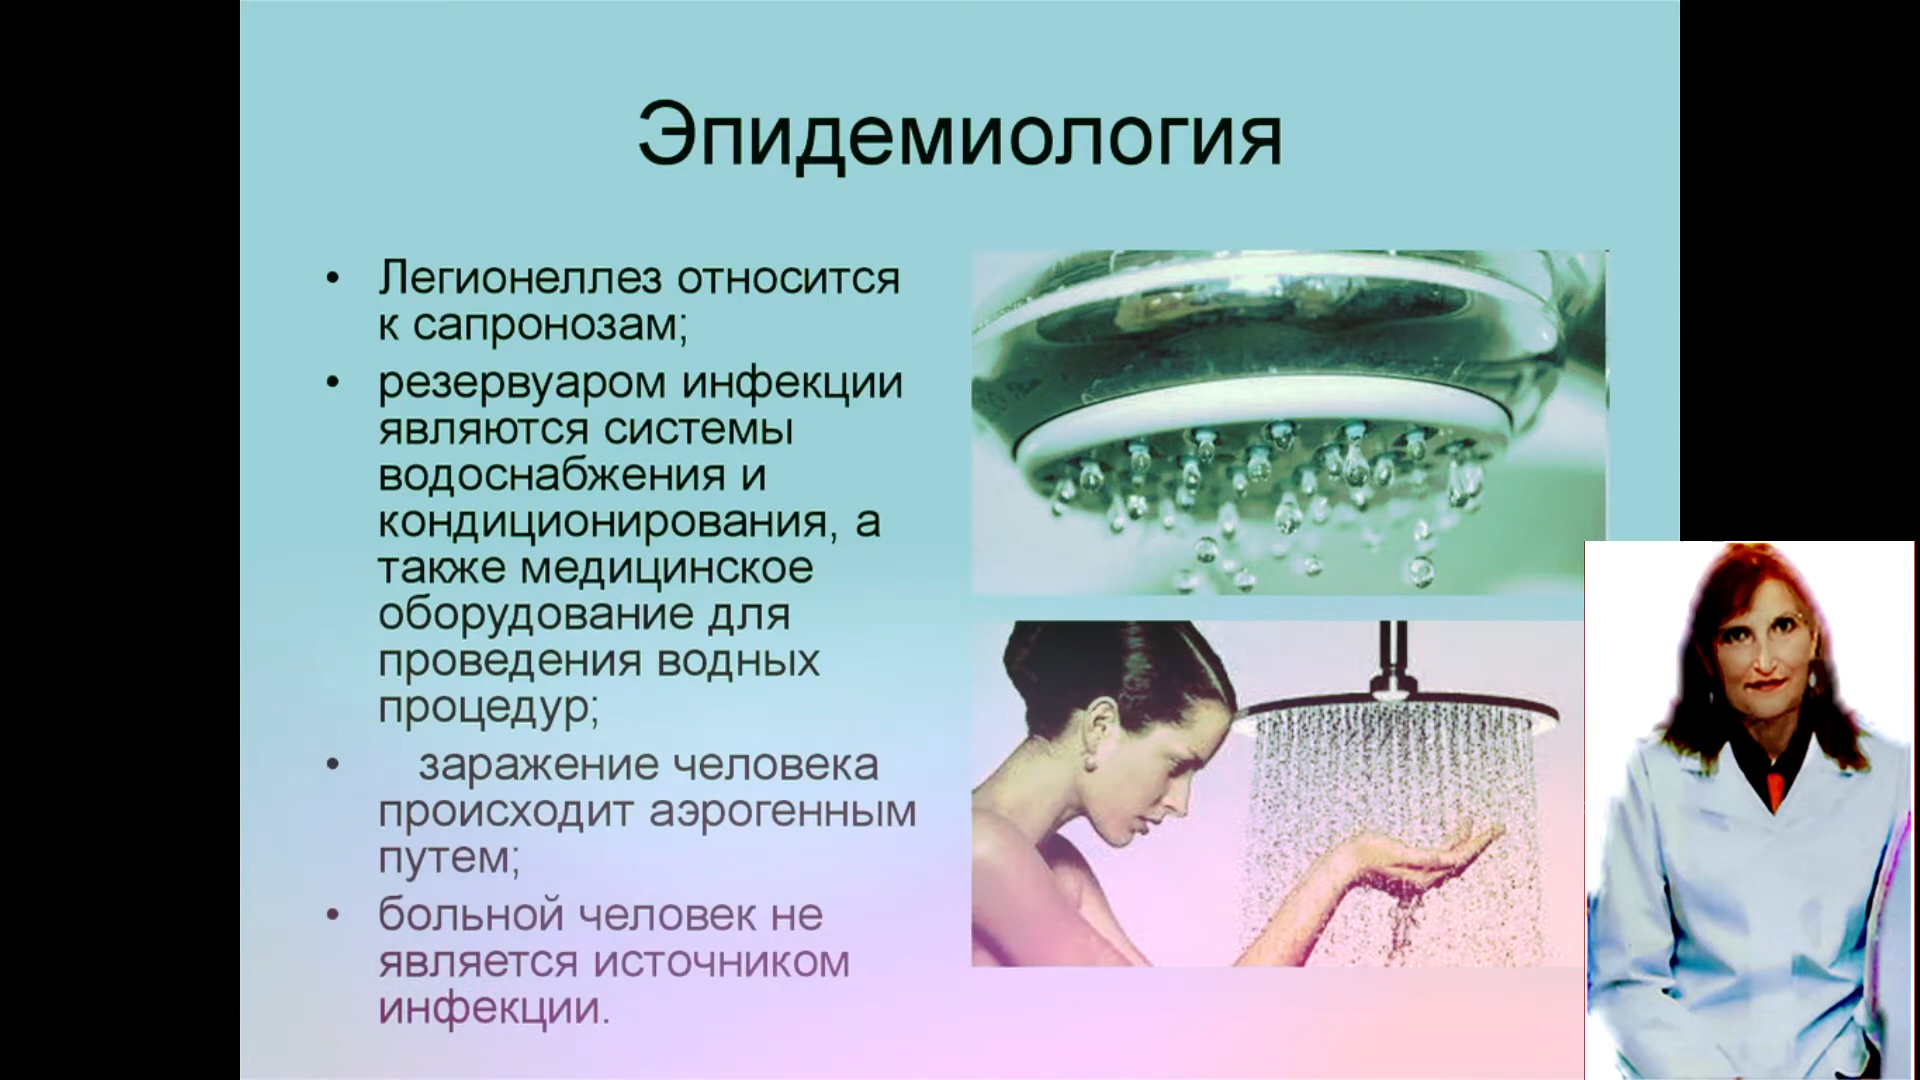 Эпидемиология
• Легионеллез относится
к сапронозам;
• резервуаром инфекции
являются системы
водоснабжения и
кондиционирования, а
также медицинское
оборудование для
проведения водных
процедур;
• заражение человека
происходит аэрогенным
путем;
• больной человек не
является источником
инфекции.